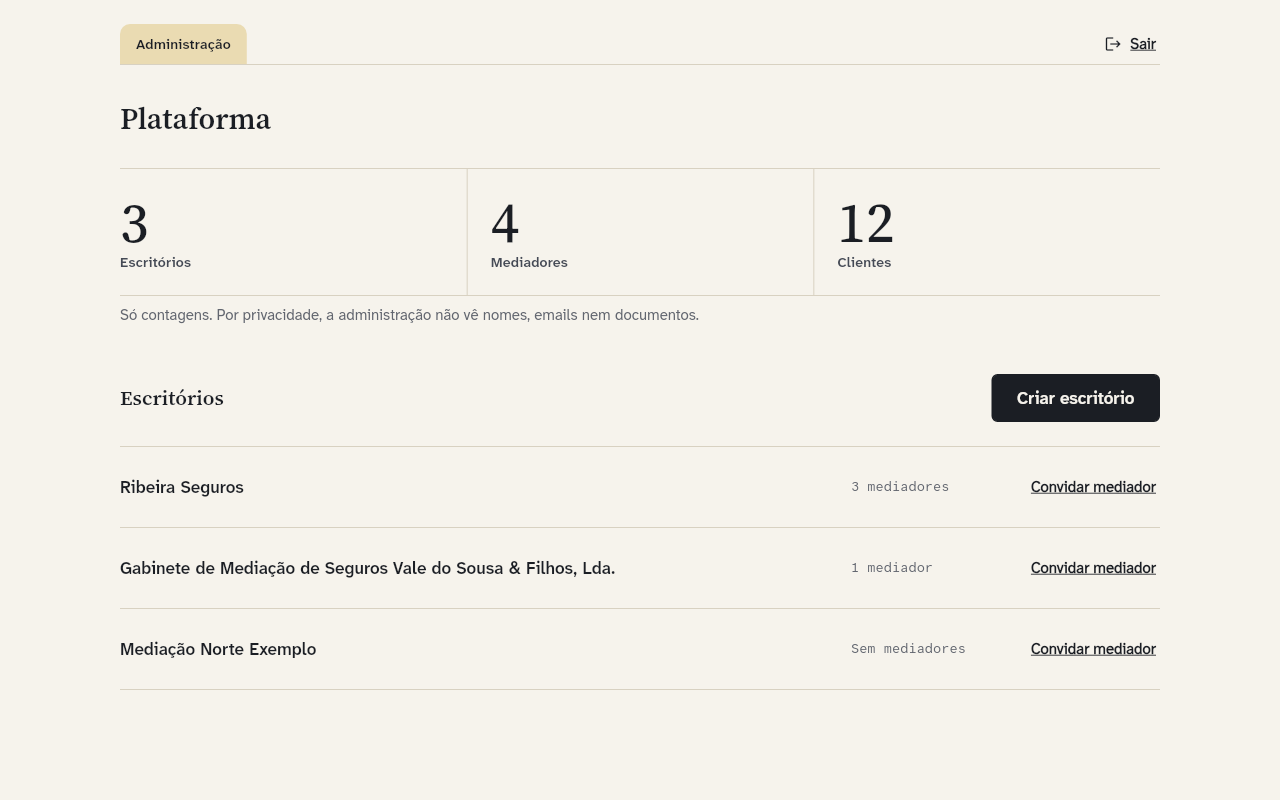 Administração
Sair
Plataforma
3
Escritórios
4
Mediadores
12
Clientes
Só contagens. Por privacidade, a administração não vê nomes, emails nem documentos.
Escritórios
Criar escritório
Ribeira Seguros
3 mediadores
Convidar mediador
Gabinete de Mediação de Seguros Vale do Sousa & Filhos, Lda.
1 mediador
Convidar mediador
Mediação Norte Exemplo
Sem mediadores
Convidar mediador